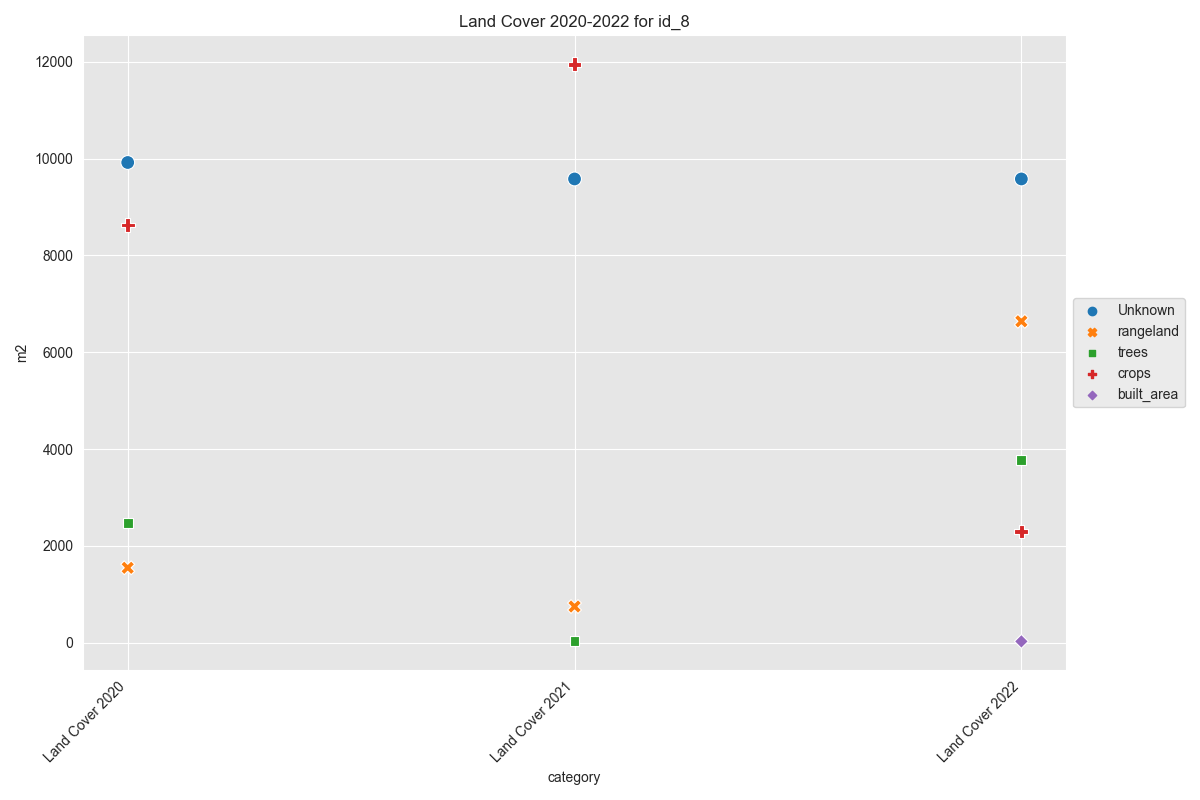 Land Cover 2020-2022 for id_8
12000
10000
8000
6000
4000
2000
0
m2
Land Cover 2020
Land Cover 2021
Land Cover 2022
category
Unknown
rangeland
trees
crops
built_area